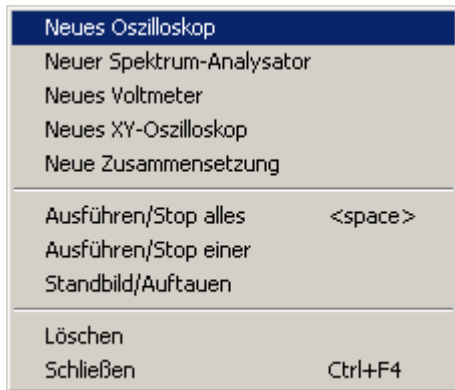 Neues Oszilloskop
Neuer Spektrum-Analysator
Neues Voltmeter
Neues XY-Oszilloskop
Neue Zusammensetzung
Ausführen/Stop alles <space>
Ausführen/Stop einer
Standbild/Auftauen
Löschen
Schließen Ctrl+F4